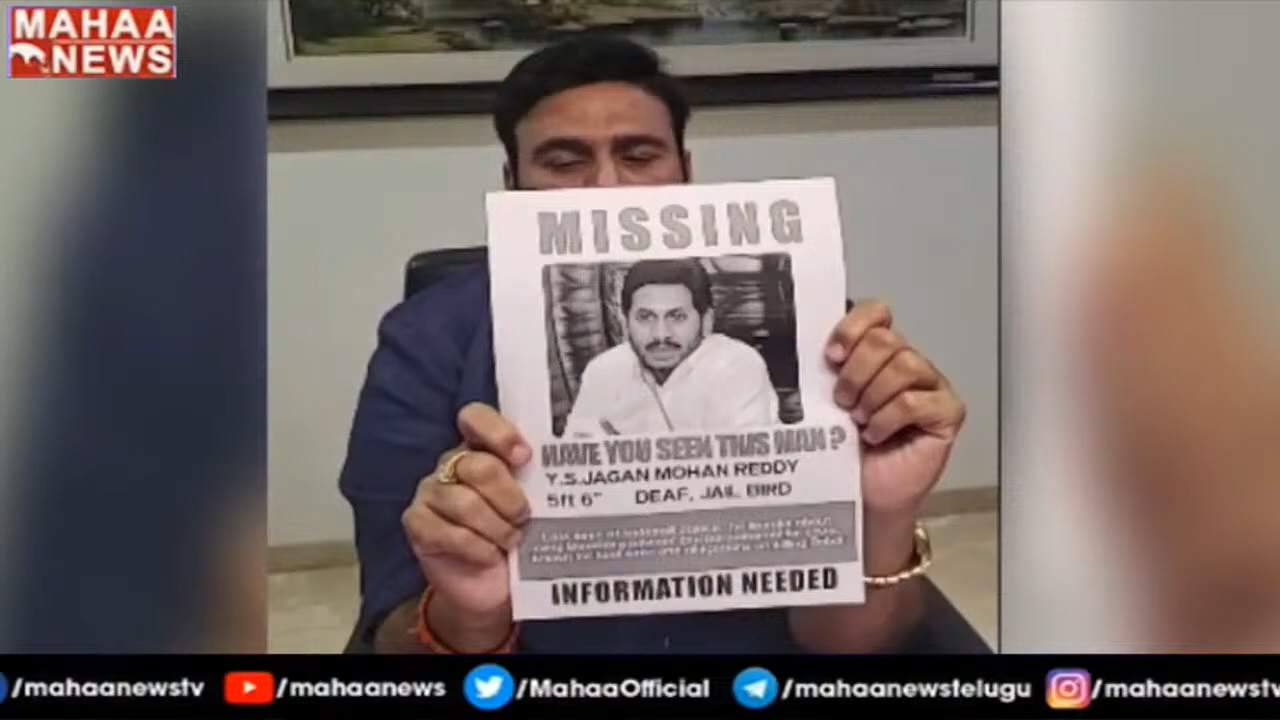 MAHAA
NEWS
MISSING
HAVE YOU SEEN THIS MAN ?
Y.S.JAGAN MOHAN REDDY
5ft 6" DEAF, JAIL BIRD
INFORMATION NEEDED
/mahaanewstv /mahaanews /MahaaOfficial /mahaanewstelugu /mahaanewstv